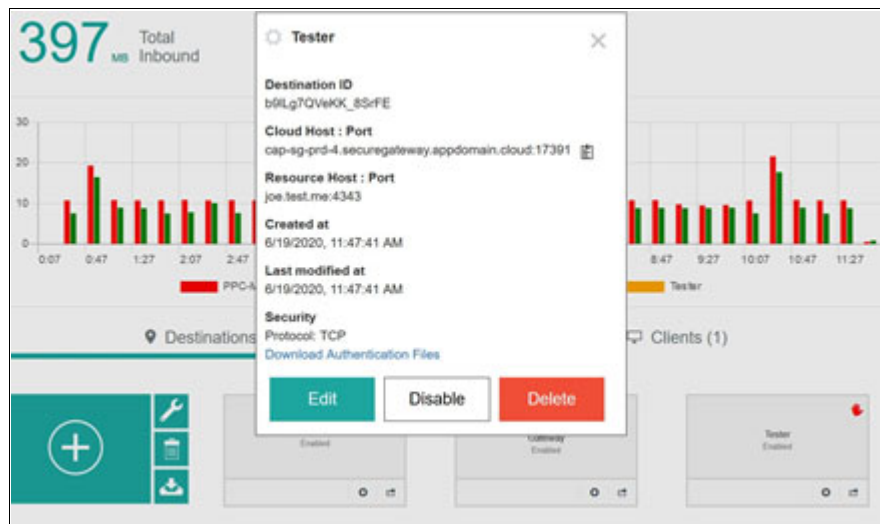 397 MB Total Inbound
Tester
Destination ID
b9lLg7QVeKK_8SrFE
Cloud Host : Port
cap-sg-prd-4.securegateway.appdomain.cloud:17391
Resource Host : Port
joe.test.me:4343
Created at
6/19/2020, 11:47:41 AM
Last modified at
6/19/2020, 11:47:41 AM
Security
Protocol: TCP
Download Authentication Files
Edit Disable Delete
30
20
10
0
0:07 0:47 1:27 2:07 2:47 8:47 9:27 10:07 10:47 11:27
PPC-M Tester
Destinations Clients (1)
Enabled
Gateway
Enabled
Tester
Enabled